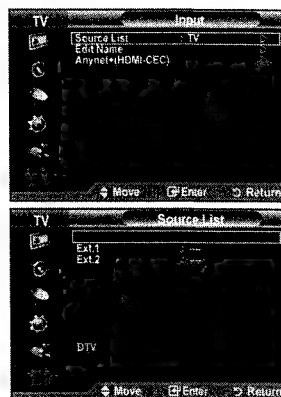 TV Input
Source List : TV
Edit Name
Anynet+(HDMI-CEC)
Move Enter Return
TV Source List
Ext.1 : ----
Ext.2 : ----
DTV
Move Enter Return